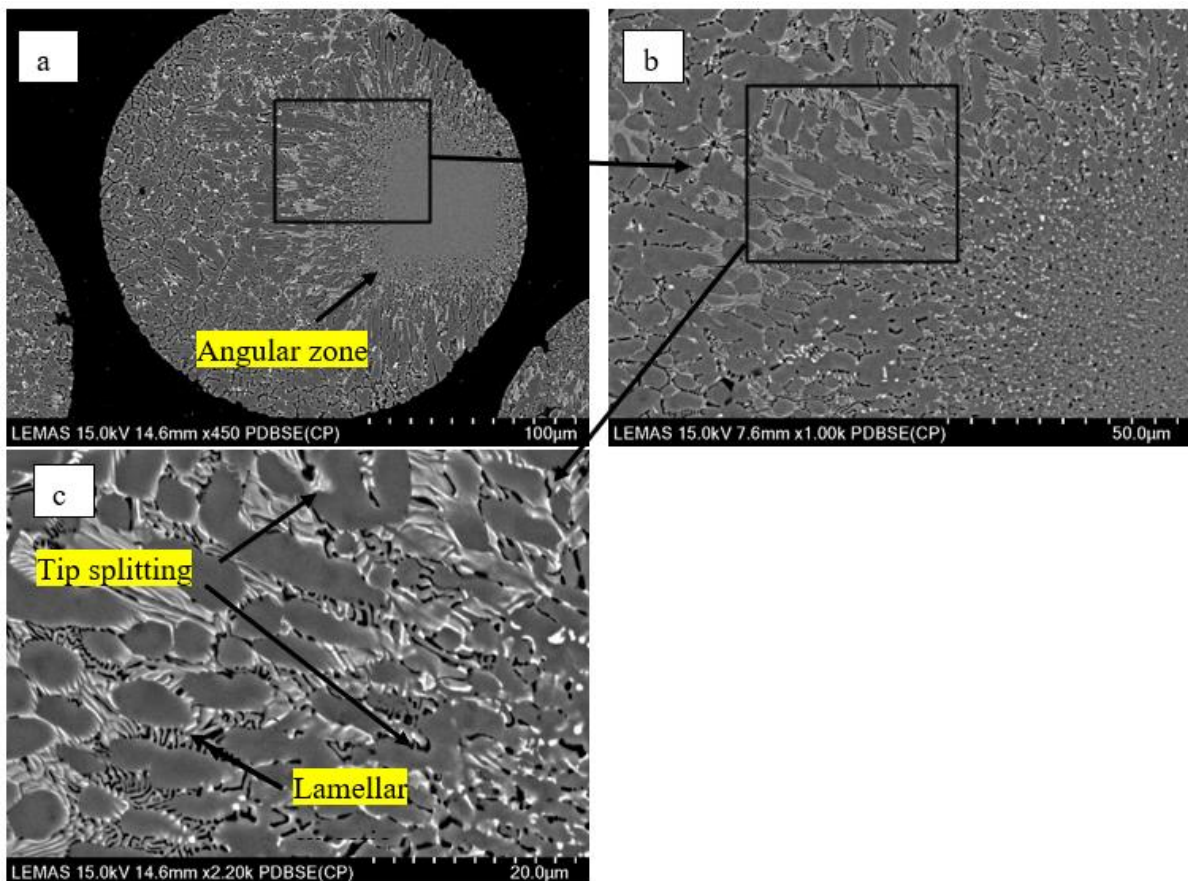 a
Angular zone
LEMAS 15.0kV 14.6mm x450 PDBSE(CP)
100µm
b
LEMAS 15.0kV 7.6mm x1.00k PDBSE(CP)
50.0µm
c
Tip splitting
Lamellar
LEMAS 15.0kV 14.6mm x2.20k PDBSE(CP)
20.0µm